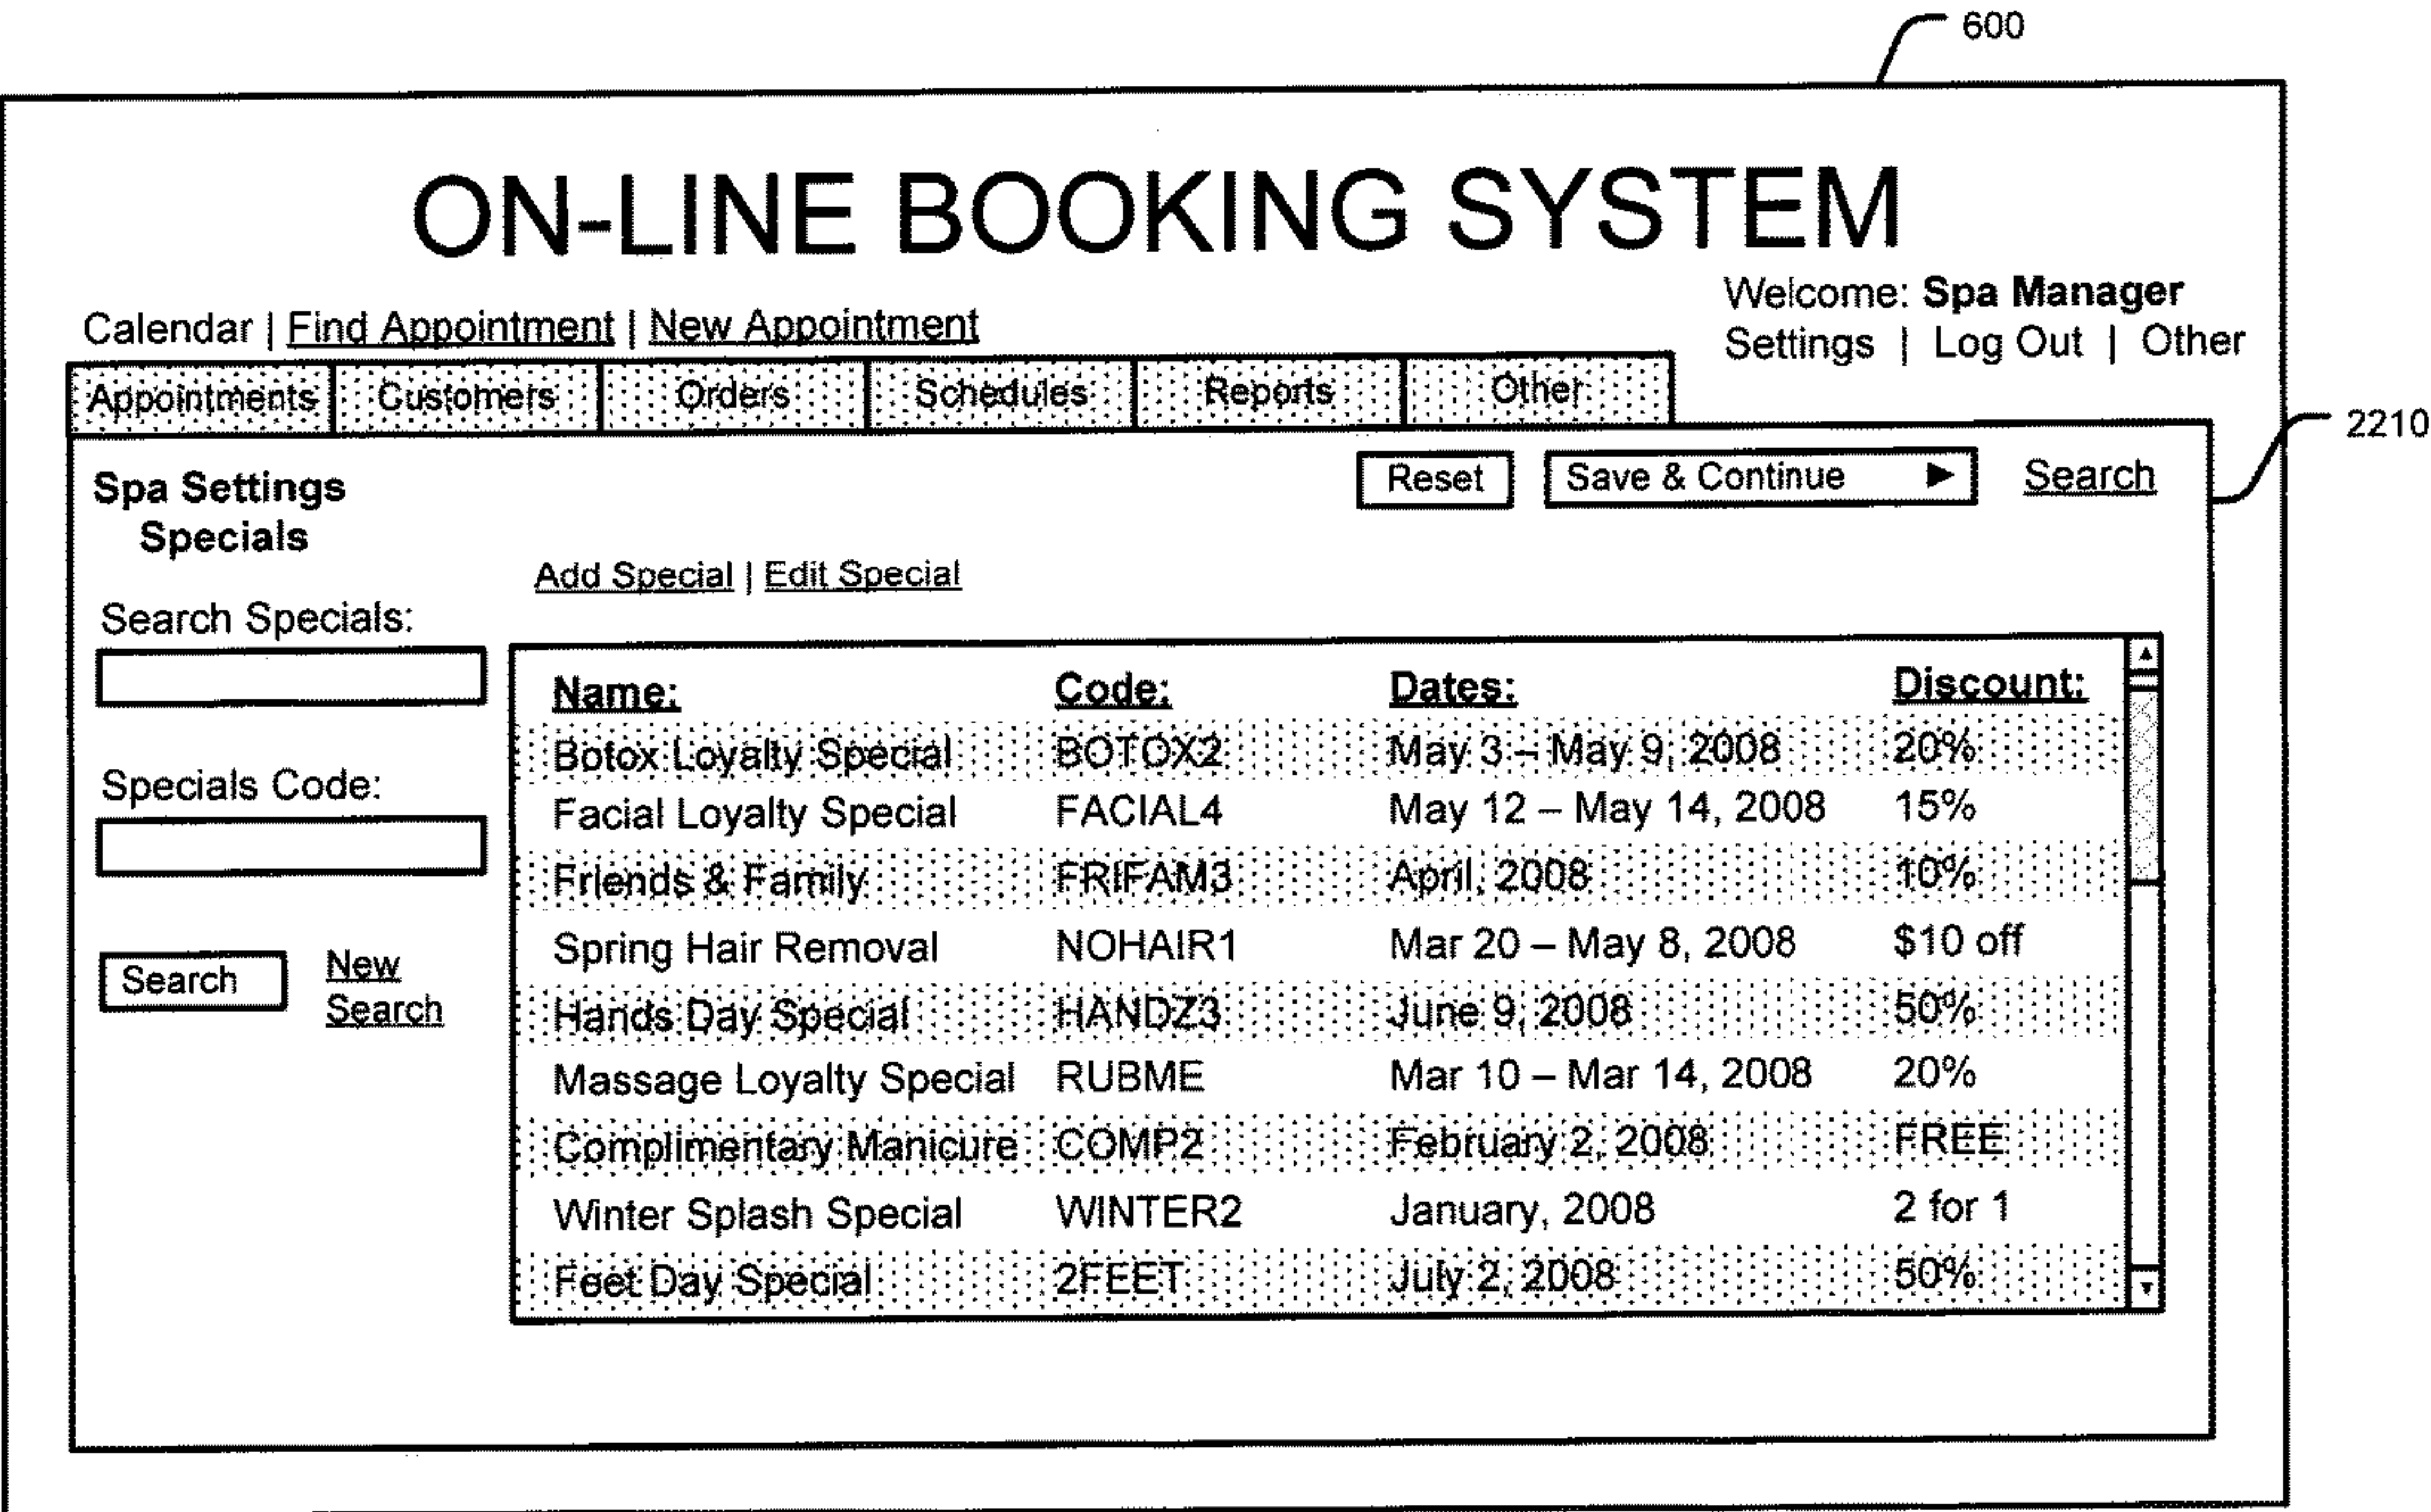 600
ON-LINE BOOKING SYSTEM
Welcome: Spa Manager
Calendar | Find Appointment | New Appointment
Settings | Log Out | Other
Appointments Customers Orders Schedules Reports Other
2210
Reset Save & Continue Search
Spa Settings
Specials
Add Special | Edit Special
Search Specials:
Specials Code:
Search New
Search
Name: Code: Dates: Discount:
Botox Loyalty Special BOTOX2 May 3 – May 9, 2008 20%
Facial Loyalty Special FACIAL4 May 12 – May 14, 2008 15%
Friends & Family FRIFAM3 April, 2008 10%
Spring Hair Removal NOHAIR1 Mar 20 – May 8, 2008 $10 off
Hands Day Special HANDZ3 June 9, 2008 50%
Massage Loyalty Special RUBME Mar 10 – Mar 14, 2008 20%
Complimentary Manicure COMP2 February 2, 2008 FREE
Winter Splash Special WINTER2 January, 2008 2 for 1
Feet Day Special 2FEET July 2, 2008 50%